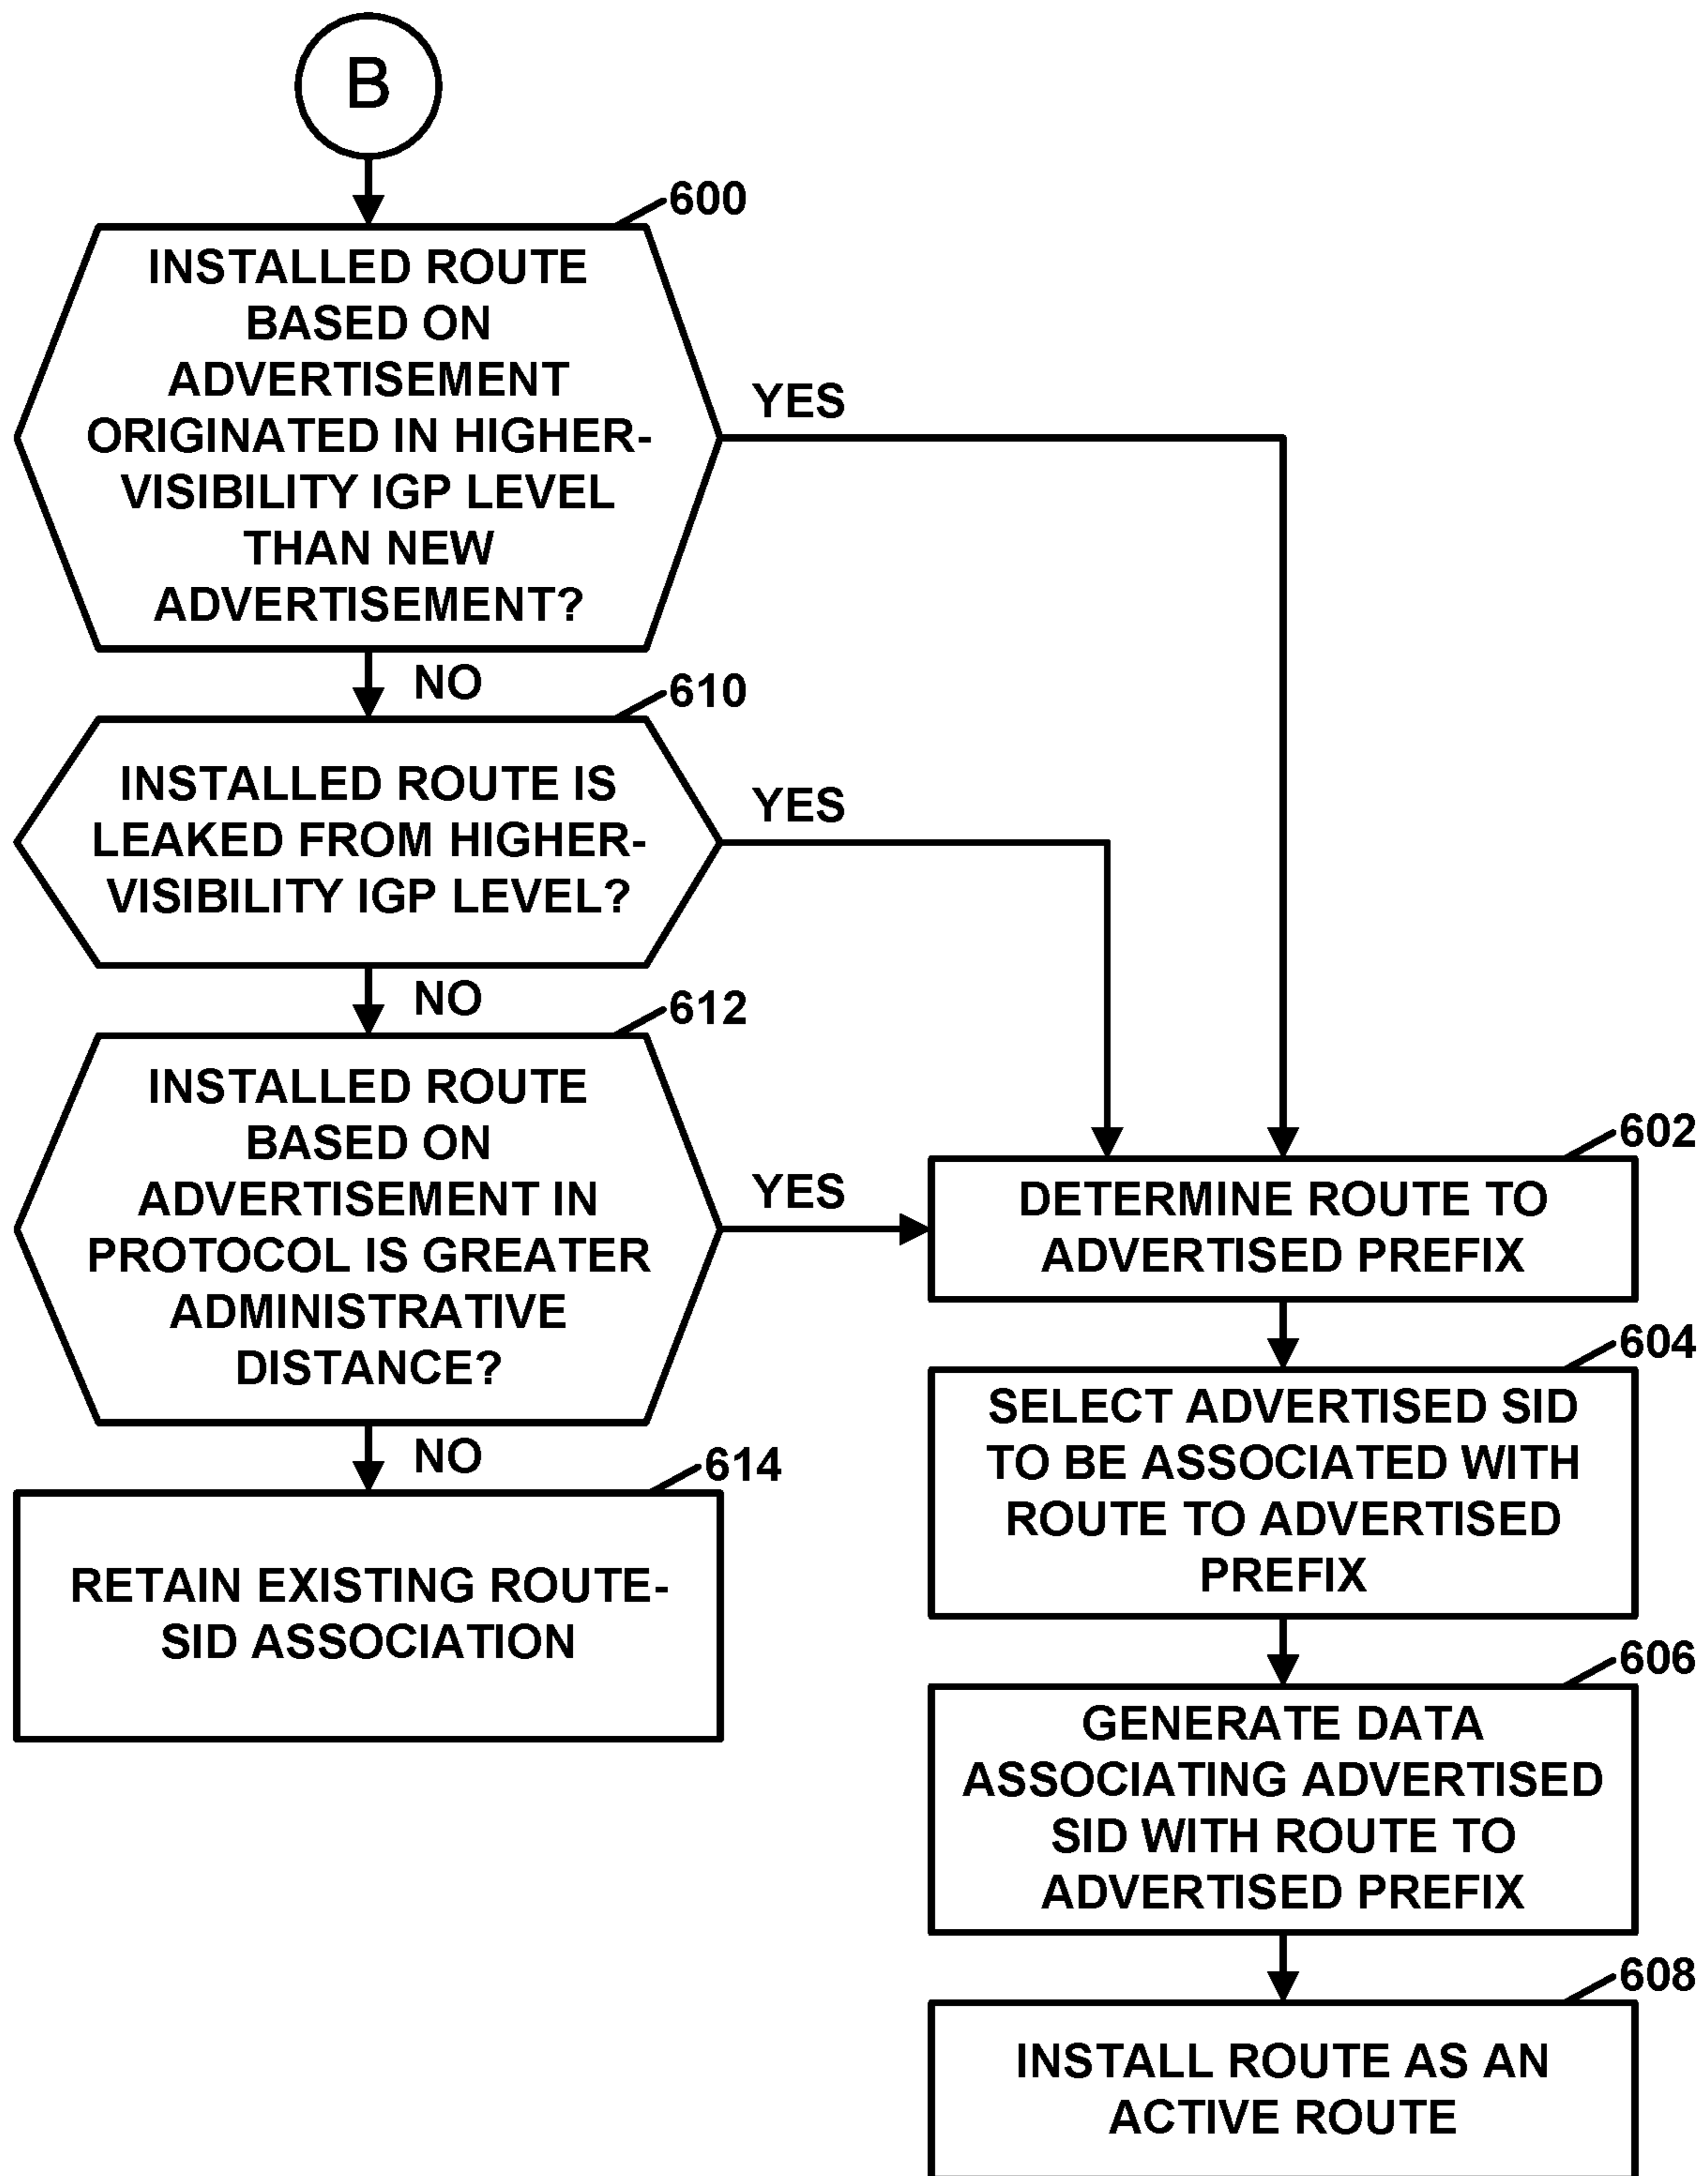 B
600
INSTALLED ROUTE
BASED ON
ADVERTISEMENT
ORIGINATED IN HIGHER-
VISIBILITY IGP LEVEL
THAN NEW
ADVERTISEMENT?
YES
NO
610
INSTALLED ROUTE IS
LEAKED FROM HIGHER-
VISIBILITY IGP LEVEL?
YES
NO
612
INSTALLED ROUTE
BASED ON
ADVERTISEMENT IN
PROTOCOL IS GREATER
ADMINISTRATIVE
DISTANCE?
YES
NO
614
RETAIN EXISTING ROUTE-
SID ASSOCIATION
602
DETERMINE ROUTE TO
ADVERTISED PREFIX
604
SELECT ADVERTISED SID
TO BE ASSOCIATED WITH
ROUTE TO ADVERTISED
PREFIX
606
GENERATE DATA
ASSOCIATING ADVERTISED
SID WITH ROUTE TO
ADVERTISED PREFIX
608
INSTALL ROUTE AS AN
ACTIVE ROUTE